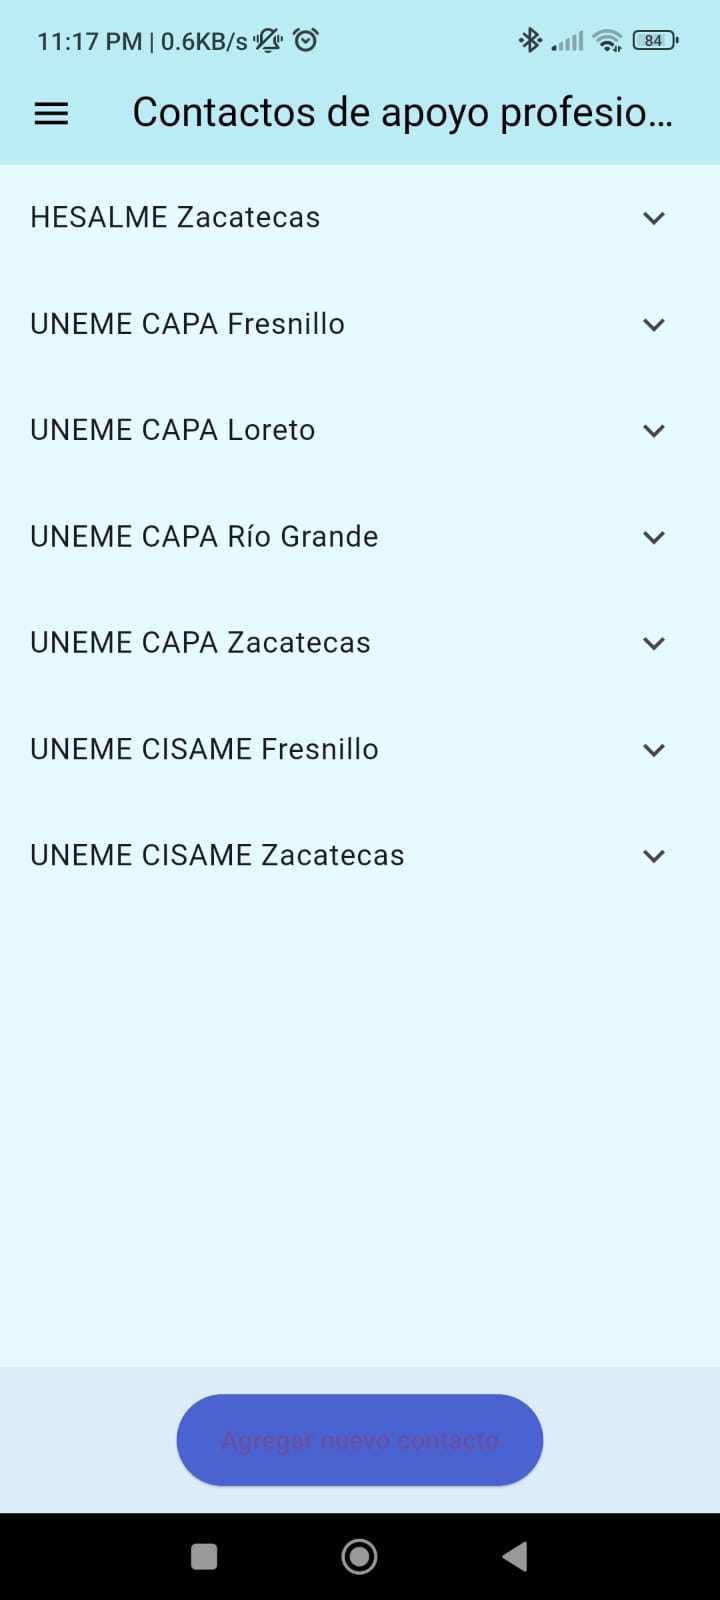 11:17 PM | 0.6KB/s 84
Contactos de apoyo profesio...
HESALME Zacatecas
UNEME CAPA Fresnillo
UNEME CAPA Loreto
UNEME CAPA Río Grande
UNEME CAPA Zacatecas
UNEME CISAME Fresnillo
UNEME CISAME Zacatecas
Agregar nuevo contacto